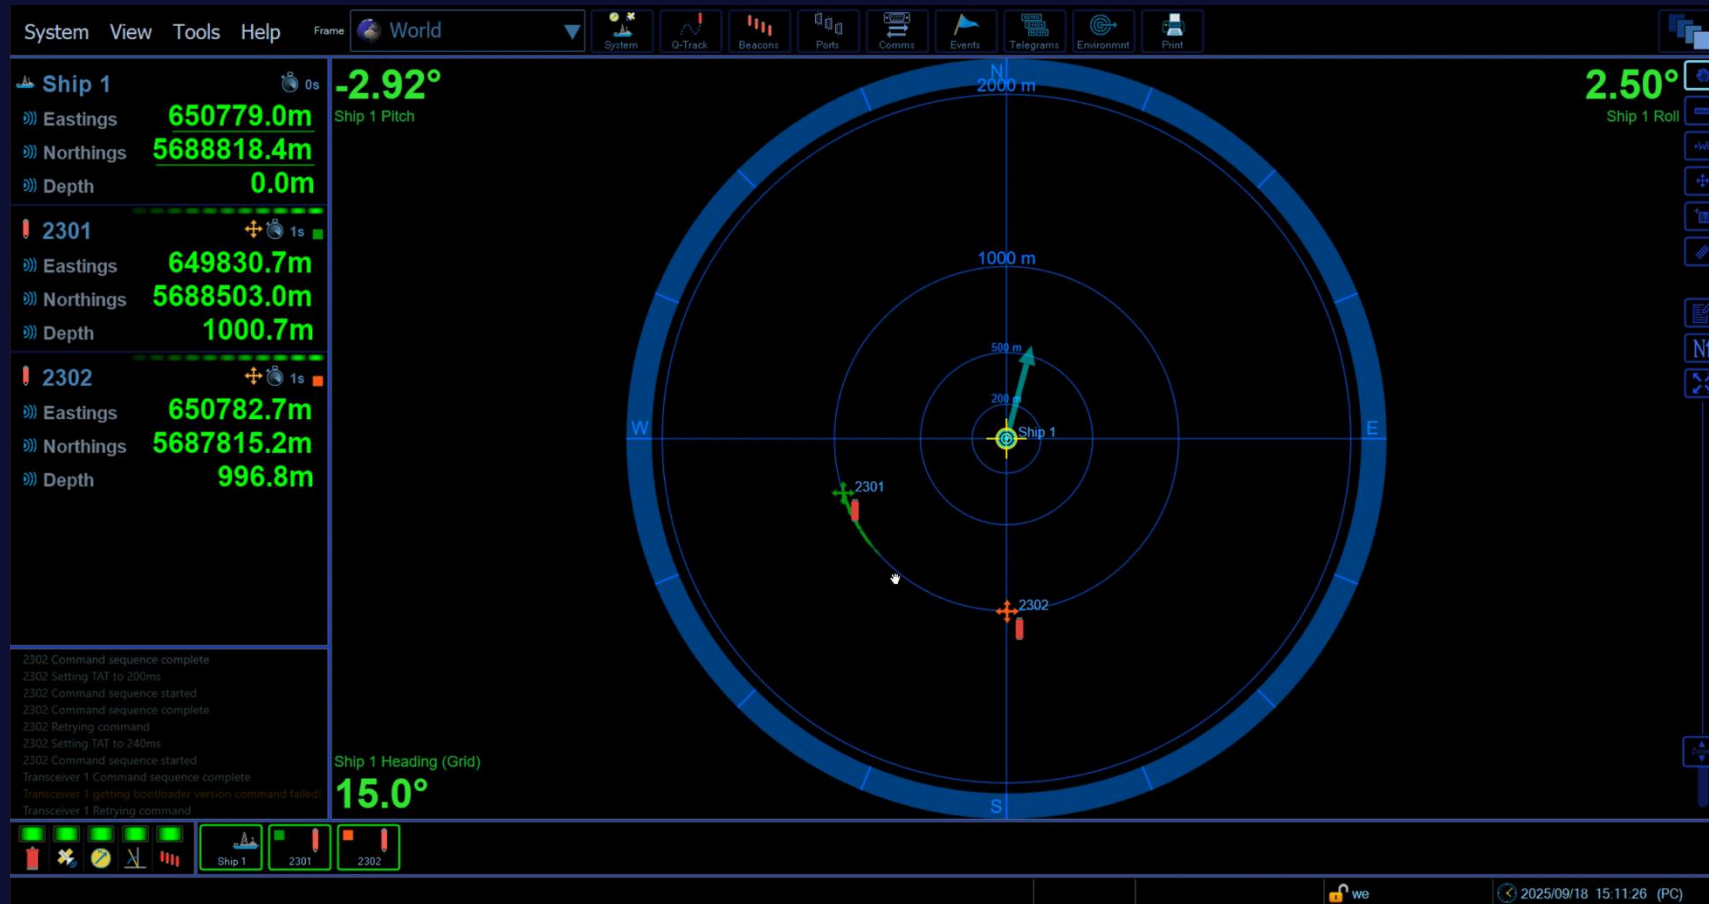 System View Tools Help Frame World
System Q-Track Beacons Ports Comms Events Telegrams Environmnt Print
Ship 1 0s
Eastings 650779.0m
Northings 5688818.4m
Depth 0.0m
2301 1s
Eastings 649830.7m
Northings 5688503.0m
Depth 1000.7m
2302 1s
Eastings 650782.7m
Northings 5687815.2m
Depth 996.8m
2302 Command sequence complete
2302 Setting TAT to 200ms
2302 Command sequence started
2302 Command sequence complete
2302 Retrying command
2302 Setting TAT to 240ms
2302 Command sequence started
Transceiver 1 Command sequence complete
Transceiver 1 getting bootloader version command failed!
Transceiver 1 Retrying command
-2.92°
Ship 1 Pitch
2.50°
Ship 1 Roll
N
2000 m
1000 m
500 m
200 m
W
E
Ship 1
2301
2302
S
Ship 1 Heading (Grid)
15.0°
Ship 1 2301 2302
we 2025/09/18 15:11:26 (PC)